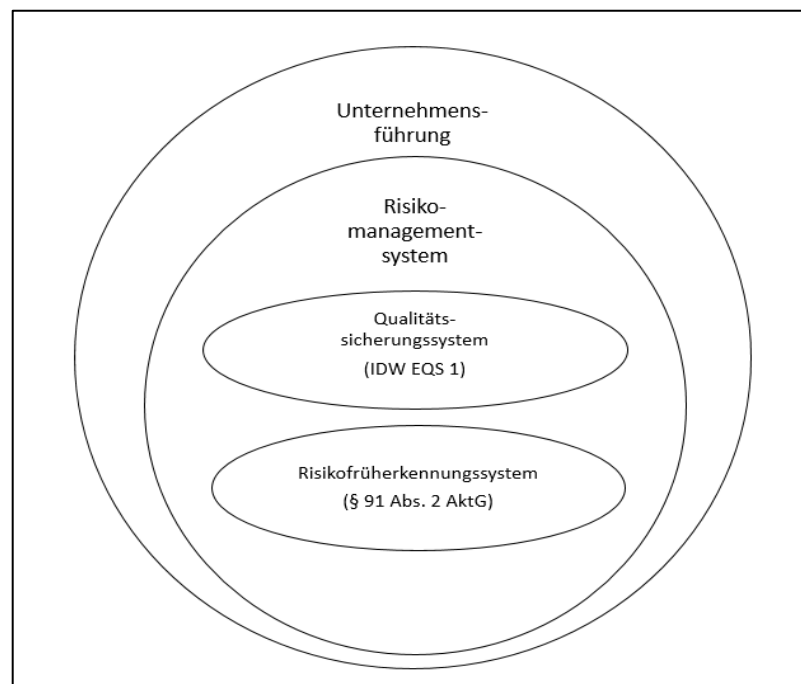 Unternehmens-
führung
Risiko-
management-
system
Qualitäts-
sicherungssystem
(IDW EQS 1)
Risikofrüherkennungssystem
(§ 91 Abs. 2 AktG)